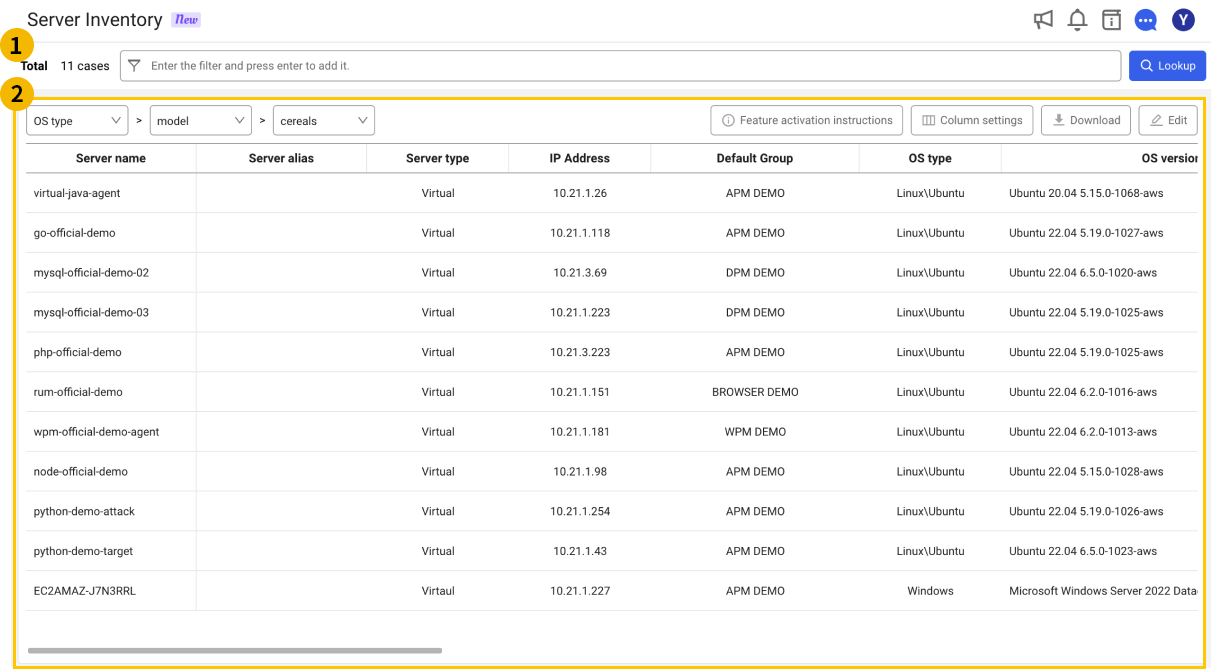 Server Inventory New
Y
1
Total 11 cases Enter the filter and press enter to add it. Lookup
2
OS type > model > cereals Feature activation instructions Column settings Download Edit
Server name Server alias Server type IP Address Default Group OS type OS version
virtual-java-agent Virtual 10.21.1.26 APM DEMO Linux\Ubuntu Ubuntu 20.04 5.15.0-1068-aws
go-official-demo Virtual 10.21.1.118 APM DEMO Linux\Ubuntu Ubuntu 22.04 5.19.0-1027-aws
mysql-official-demo-02 Virtual 10.21.3.69 DPM DEMO Linux\Ubuntu Ubuntu 22.04 6.5.0-1020-aws
mysql-official-demo-03 Virtual 10.21.1.223 DPM DEMO Linux\Ubuntu Ubuntu 22.04 5.19.0-1025-aws
php-official-demo Virtual 10.21.3.223 APM DEMO Linux\Ubuntu Ubuntu 22.04 5.19.0-1025-aws
rum-official-demo Virtual 10.21.1.151 BROWSER DEMO Linux\Ubuntu Ubuntu 22.04 6.2.0-1016-aws
wpm-official-demo-agent Virtual 10.21.1.181 WPM DEMO Linux\Ubuntu Ubuntu 22.04 6.2.0-1013-aws
node-official-demo Virtual 10.21.1.98 APM DEMO Linux\Ubuntu Ubuntu 22.04 5.15.0-1028-aws
python-demo-attack Virtual 10.21.1.254 APM DEMO Linux\Ubuntu Ubuntu 22.04 5.19.0-1026-aws
python-demo-target Virtual 10.21.1.43 APM DEMO Linux\Ubuntu Ubuntu 22.04 6.5.0-1023-aws
EC2AMAZ-J7N3RRL Virtaul 10.21.1.227 APM DEMO Windows Microsoft Windows Server 2022 Data